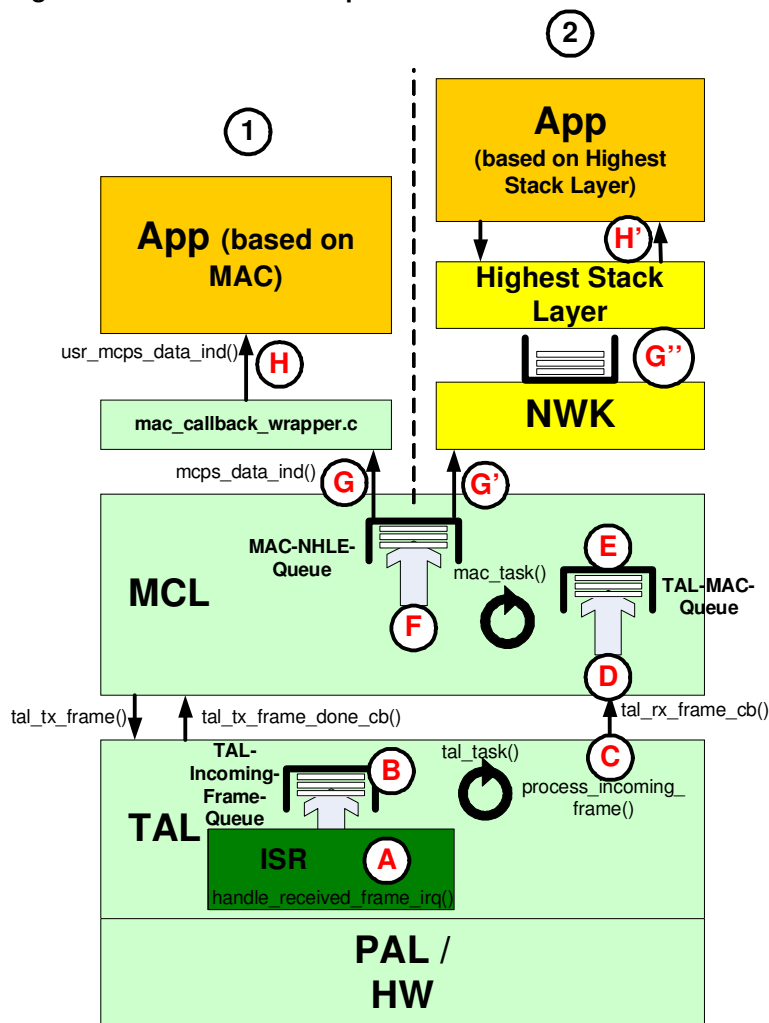 2
1
App
(based on Highest
Stack Layer)
App (based on
MAC)
H’
Highest Stack
Layer
usr_mcps_data_ind()
H
G’’
mac_callback_wrapper.c
NWK
mcps_data_ind()
G
G’
MAC-NHLE-
Queue
E
mac_task()
TAL-MAC-
Queue
MCL
F
D
tal_tx_frame()
tal_tx_frame_done_cb()
tal_rx_frame_cb()
TAL-
Incoming-
Frame-
Queue
B
tal_task()
C
process_incoming_
frame()
TAL
ISR
A
handle_received_frame_irq()
PAL /
HW